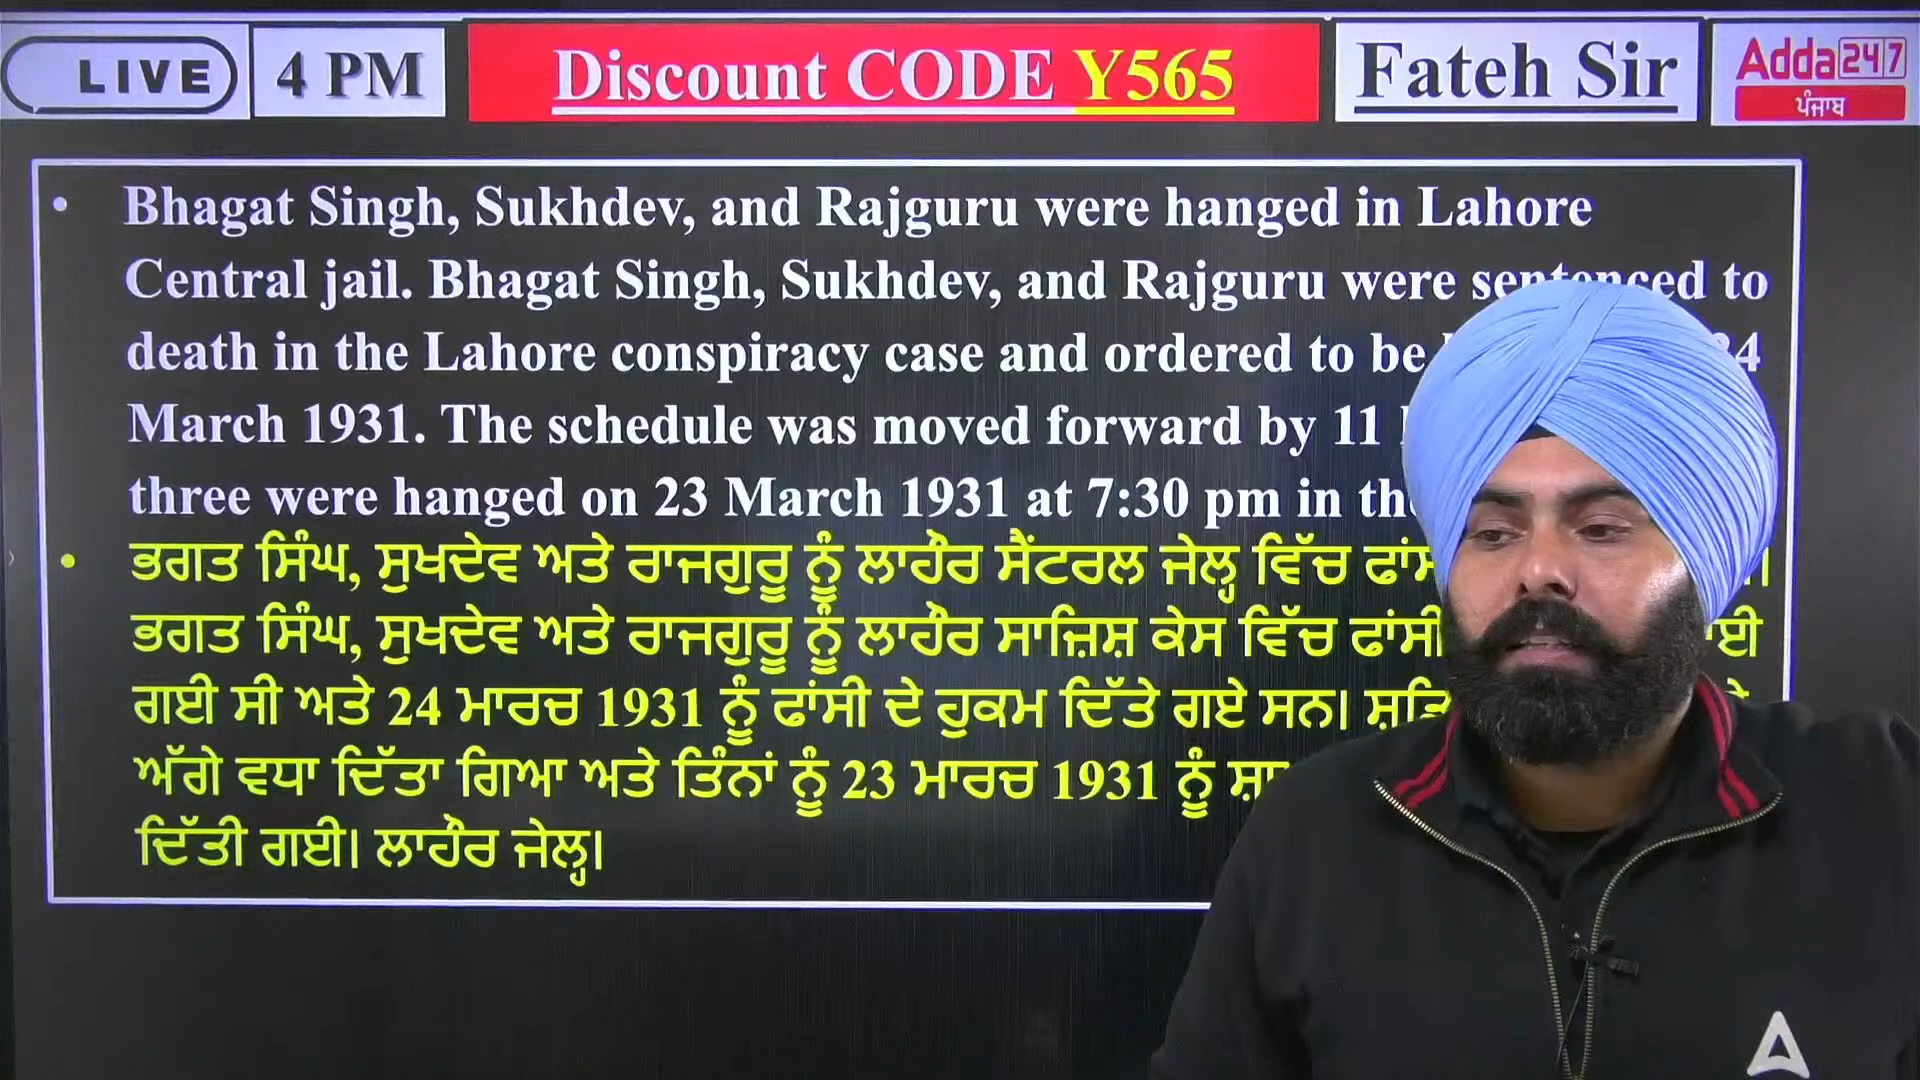 LIVE
4 PM
Discount CODE Y565
Fateh Sir
Adda247
ਪੰਜਾਬ
• Bhagat Singh, Sukhdev, and Rajguru were hanged in Lahore
Central jail. Bhagat Singh, Sukhdev, and Rajguru were sentenced to
death in the Lahore conspiracy case and ordered to be
March 1931. The schedule was moved forward by 11
three were hanged on 23 March 1931 at 7:30 pm in
• ਭਗਤ ਸਿੰਘ, ਸੁਖਦੇਵ ਅਤੇ ਰਾਜਗੁਰੂ ਨੂੰ ਲਾਹੌਰ ਸੈਂਟਰਲ ਜੇਲ੍ਹ ਵਿੱਚ
ਭਗਤ ਸਿੰਘ, ਸੁਖਦੇਵ ਅਤੇ ਰਾਜਗੁਰੂ ਨੂੰ ਲਾਹੌਰ ਸਾਜ਼ਿਸ਼ ਕੇਸ ਵਿੱਚ ਫਾਂਸੀ
ਗਈ ਸੀ ਅਤੇ 24 ਮਾਰਚ 1931 ਨੂੰ ਫਾਂਸੀ ਦੇ ਹੁਕਮ ਦਿੱਤੇ ਗਏ ਸਨ।
ਅੱਗੇ ਵਧਾ ਦਿੱਤਾ ਗਿਆ ਅਤੇ ਤਿੰਨਾਂ ਨੂੰ 23 ਮਾਰਚ 1931 ਨੂੰ
ਦਿੱਤੀ ਗਈ। ਲਾਹੌਰ ਜੇਲ੍ਹ।